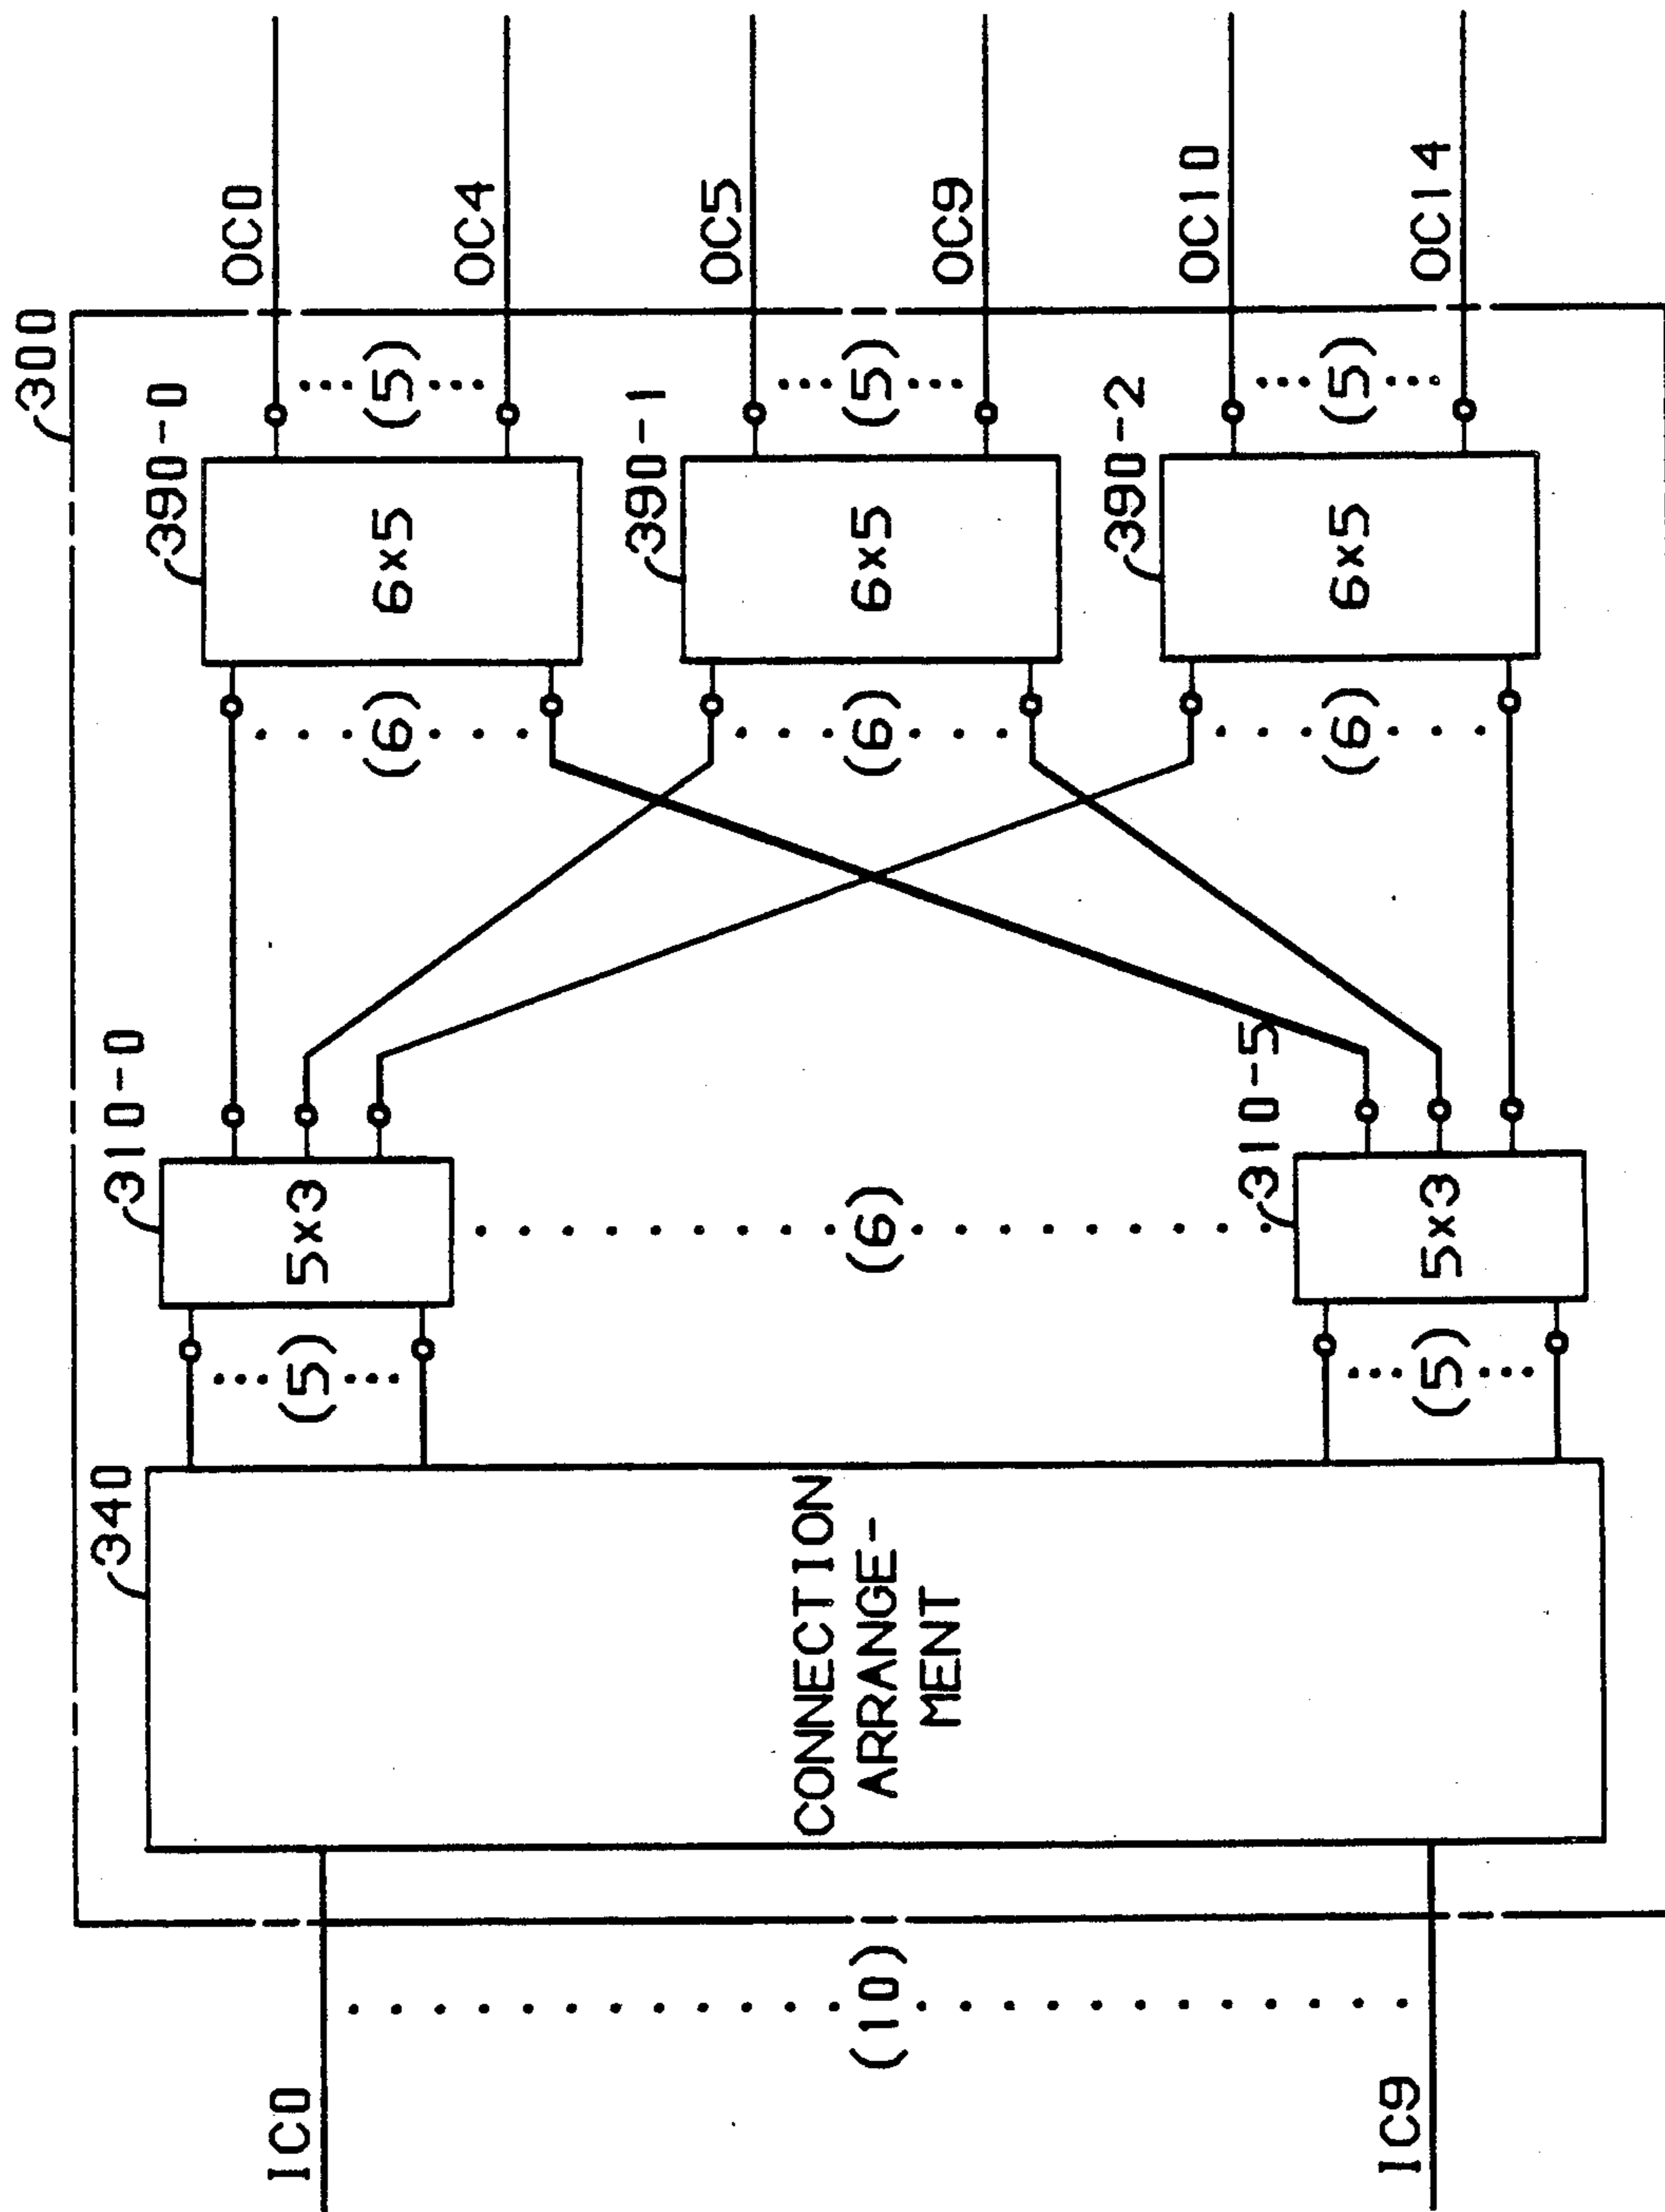 300
340
310-0
390-0
OC0
5x3
6x5
(5)
(6)
(5)
OC4
390-1
OC5
IC0
CONNECTION
ARRANGE-
MENT
(10)
(6)
6x5
(6)
(5)
OC9
390-2
OC10
310-5
5x3
6x5
(5)
(6)
(5)
OC14
IC9